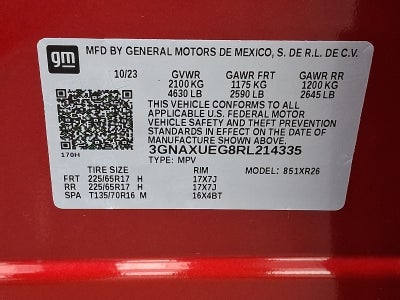 gm MFD BY GENERAL MOTORS DE MEXICO, S. DE R.L. DE C.V.
10/23 GVWR GAWR FRT GAWR RR
2100 KG 1175 KG 1200 KG
4630 LB 2590 LB 2645 LB
THIS VEHICLE CONFORMS TO ALL
APPLICABLE U.S. FEDERAL MOTOR
VEHICLE SAFETY AND THEFT PREVENTION
STANDARDS IN EFFECT ON THE DATE OF
MANUFACTURE SHOWN ABOVE.
170H 3GNAXUEG8RL214335
TYPE: MPV
TIRE SIZE RIM MODEL: 851XR26
FRT 225/65R17 H 17X7J
RR 225/65R17 H 17X7J
SPA T135/70R16 M 16X4BT